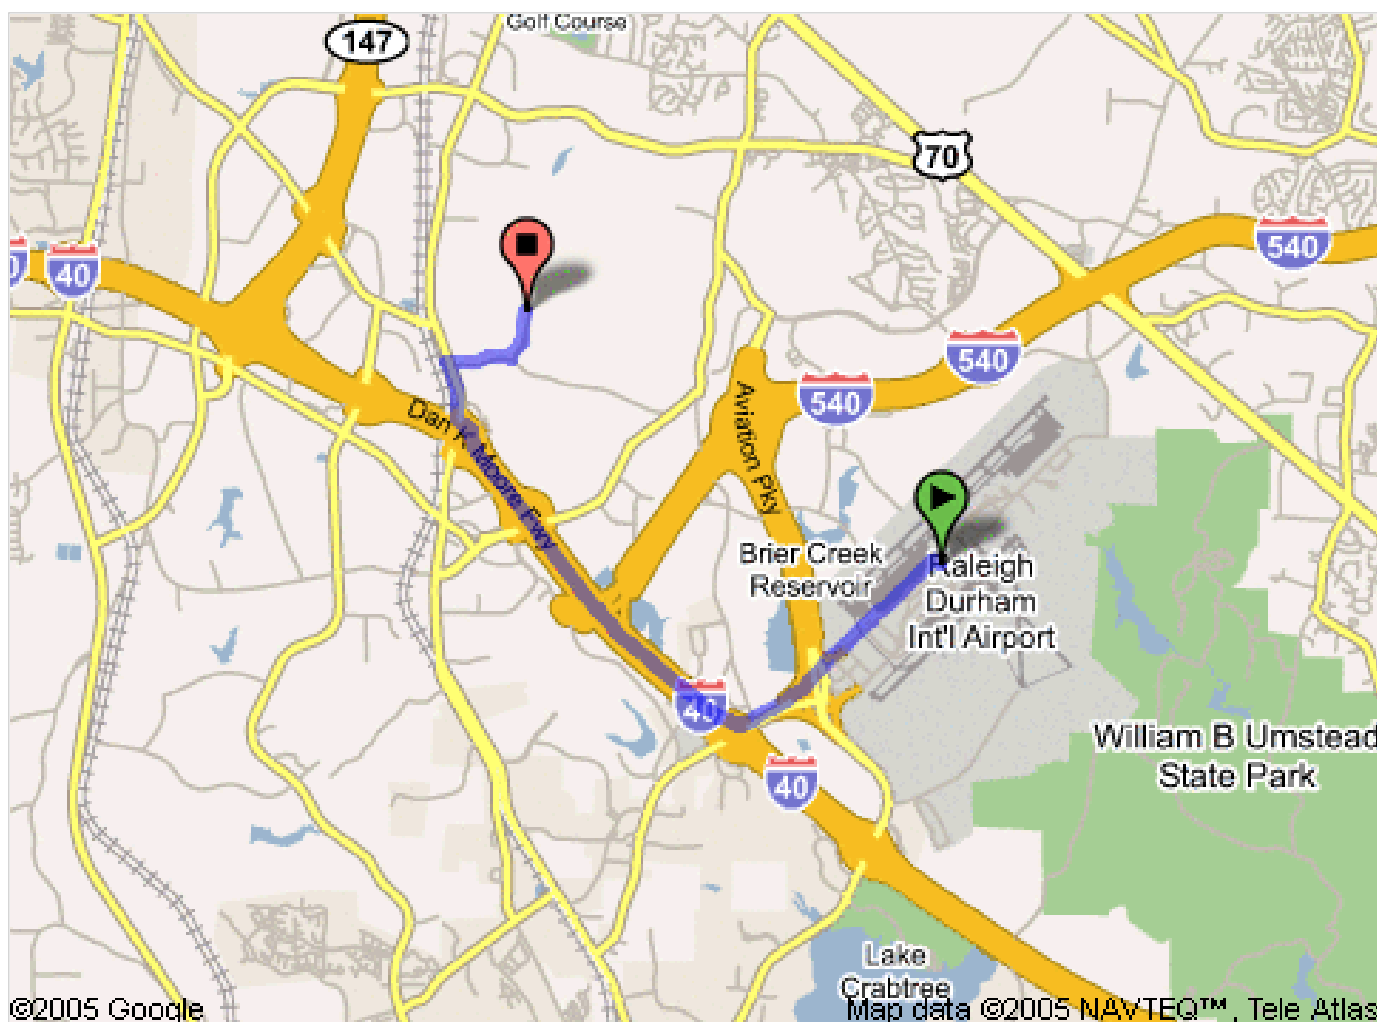 Golf Course
147
70
540
40
540
540
Dan K Moore Fwy
Aviation Pky
Brier Creek
Reservoir
Raleigh
Durham
Int'l Airport
40
40
William B Umstead
State Park
Lake
Crabtree
©2005 Google
Map data ©2005 NAVTEQ™, Tele Atlas